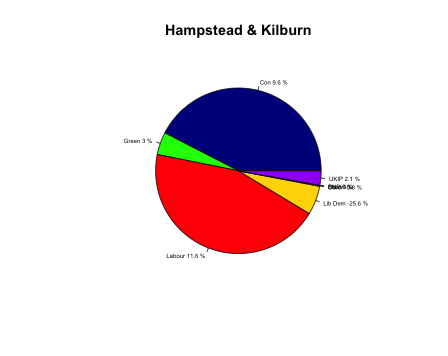 Hampstead & Kilburn
Con 9.6 %
Green 3 %
UKIP 2.1 %
Lib Dem -25.6 %
Labour 11.6 %